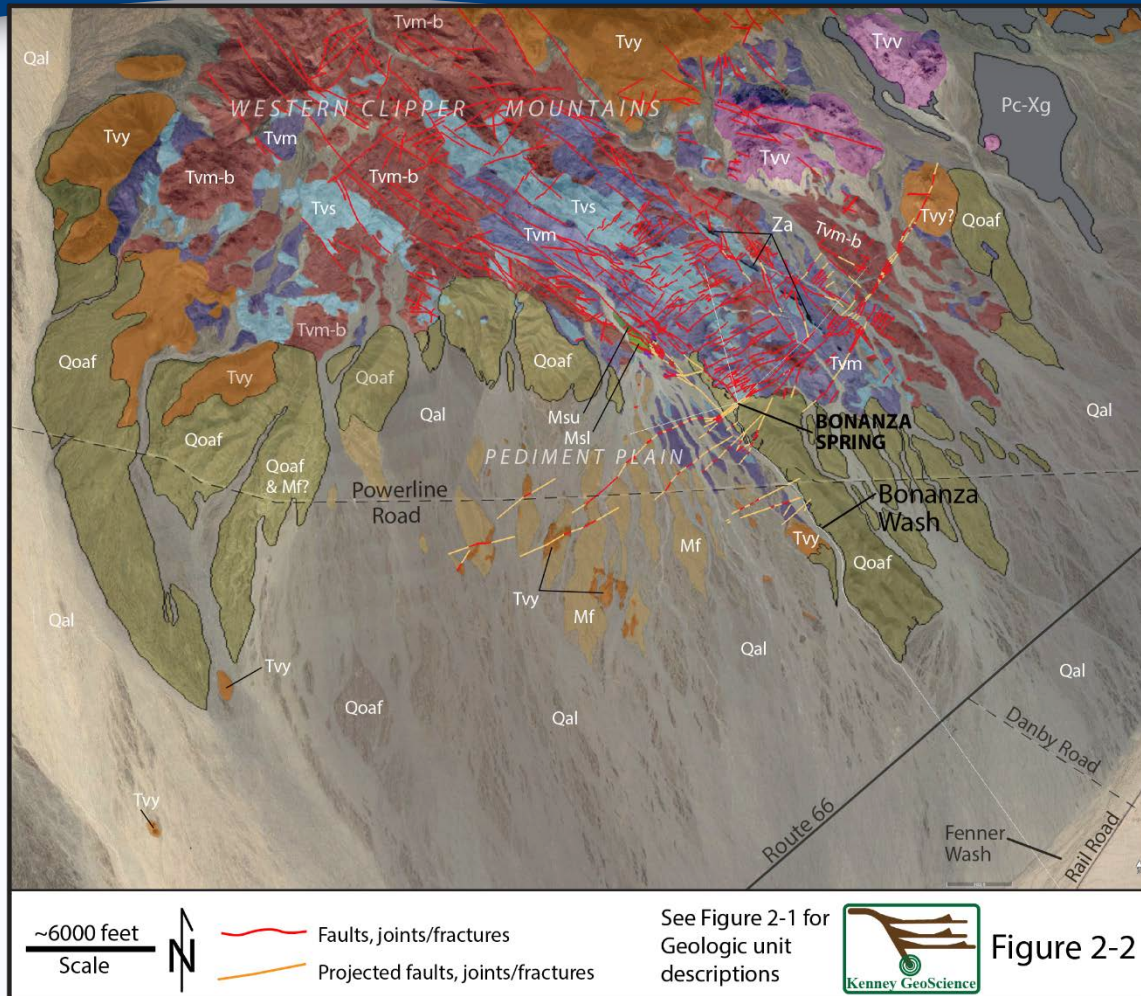 Tvm-b
Qal
Tvy
Tvv
Pc-Xg
WESTERN CLIPPER MOUNTAINS
Tvy
Tvm
Tvv
Tvm-b
Tvm-b
Tvs
Tvs
Tvy?
Qoaf
Tvm
Za
Tvm-b
Tvm-b
Tvm
Qoaf
Qoaf
Qoaf
Tvy
Qal
Qal
Msu
Msl
BONANZA
SPRING
Qoaf
PEDIMENT PLAIN
Qoaf
& Mf?
Powerline
Road
Bonanza
Wash
Mf
Tvy
Qoaf
Tvy
Mf
Qal
Qal
Qal
Tvy
Qoaf
Qal
Danby Road
Tvy
Route 66
Fenner
Wash
Rail Road
~6000 feet
Scale
N
Faults, joints/fractures
Projected faults, joints/fractures
See Figure 2-1 for
Geologic unit
descriptions
Kenney GeoScience
Figure 2-2